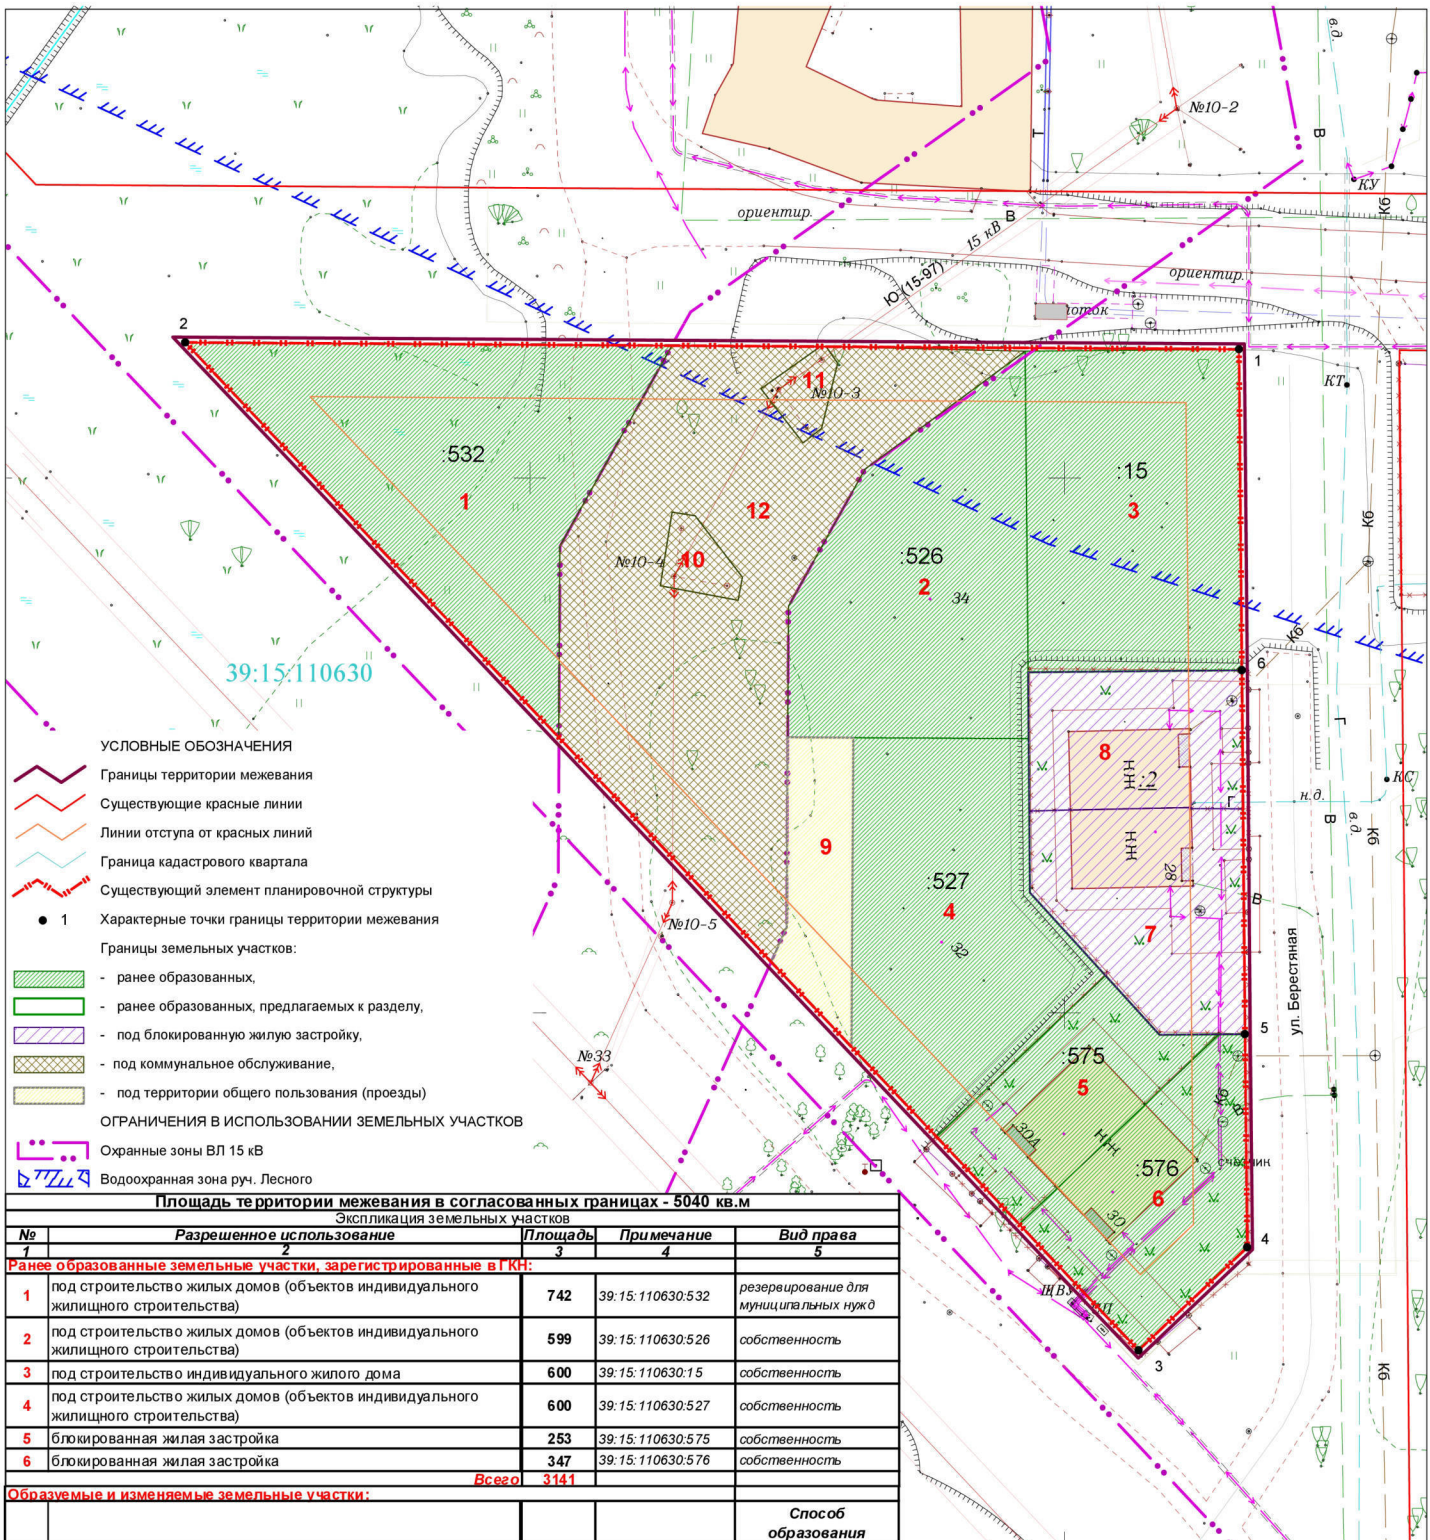 №10-2
в.д.
Т
В
КУ
Кб
ориентир.
В
15 кВ
Ю-(15-97)
ориентир.
лоток
2
1
КТ
11
№10-3
:532
1
12
:15
3
10
№10-4
:526
2
34
Кб
Кб
6
39:15:110630
Г
8
:2
КС
н.д.
Г
В
в.д.
Кб
9
28
:527
4
32
В
7
№10-5
ул. Берестяная
5
№33
:575
5
30А
:576
6
30
4
ЩВУ
3
Кб
УСЛОВНЫЕ ОБОЗНАЧЕНИЯ
Границы территории межевания
Существующие красные линии
Линии отступа от красных линий
Граница кадастрового квартала
Существующий элемент планировочной структуры
1 Характерные точки границы территории межевания
Границы земельных участков:
- ранее образованных,
- ранее образованных, предлагаемых к разделу,
- под блокированную жилую застройку,
- под коммунальное обслуживание,
- под территории общего пользования (проезды)
ОГРАНИЧЕНИЯ В ИСПОЛЬЗОВАНИИ ЗЕМЕЛЬНЫХ УЧАСТКОВ
Охранные зоны ВЛ 15 кВ
Водоохранная зона руч. Лесного
Площадь территории межевания в согласованных границах - 5040 кв.м
Экспликация земельных участков
№ Разрешенное использование Площадь Примечание Вид права
1 2 3 4 5
Ранее образованные земельные участки, зарегистрированные в ГКН:
1 под строительство жилых домов (объектов индивидуального жилищного строительства) 742 39:15:110630:532 резервирование для муниципальных нужд
2 под строительство жилых домов (объектов индивидуального жилищного строительства) 599 39:15:110630:526 собственность
3 под строительство индивидуального жилого дома 600 39:15:110630:15 собственность
4 под строительство жилых домов (объектов индивидуального жилищного строительства) 600 39:15:110630:527 собственность
5 блокированная жилая застройка 253 39:15:110630:575 собственность
6 блокированная жилая застройка 347 39:15:110630:576 собственность
Всего 3141
Образуемые и изменяемые земельные участки:
Способ
образования